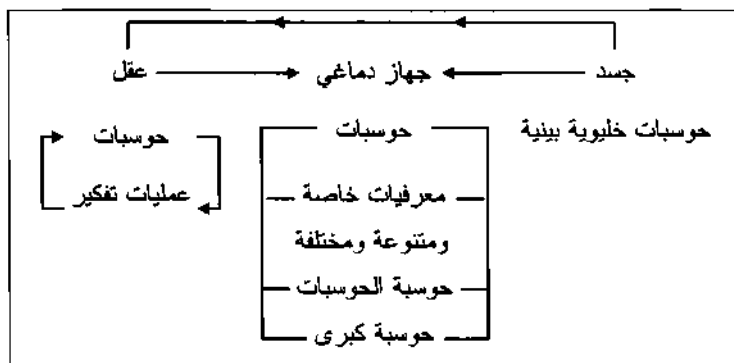 جسد جهاز دماغي عقل
حوسبات خليوية بينية حوسبات حوسبات
معرفيات خاصة عمليات تفكير
ومتنوعة ومختلفة
حوسبة الحوسبات
حوسبة كبرى